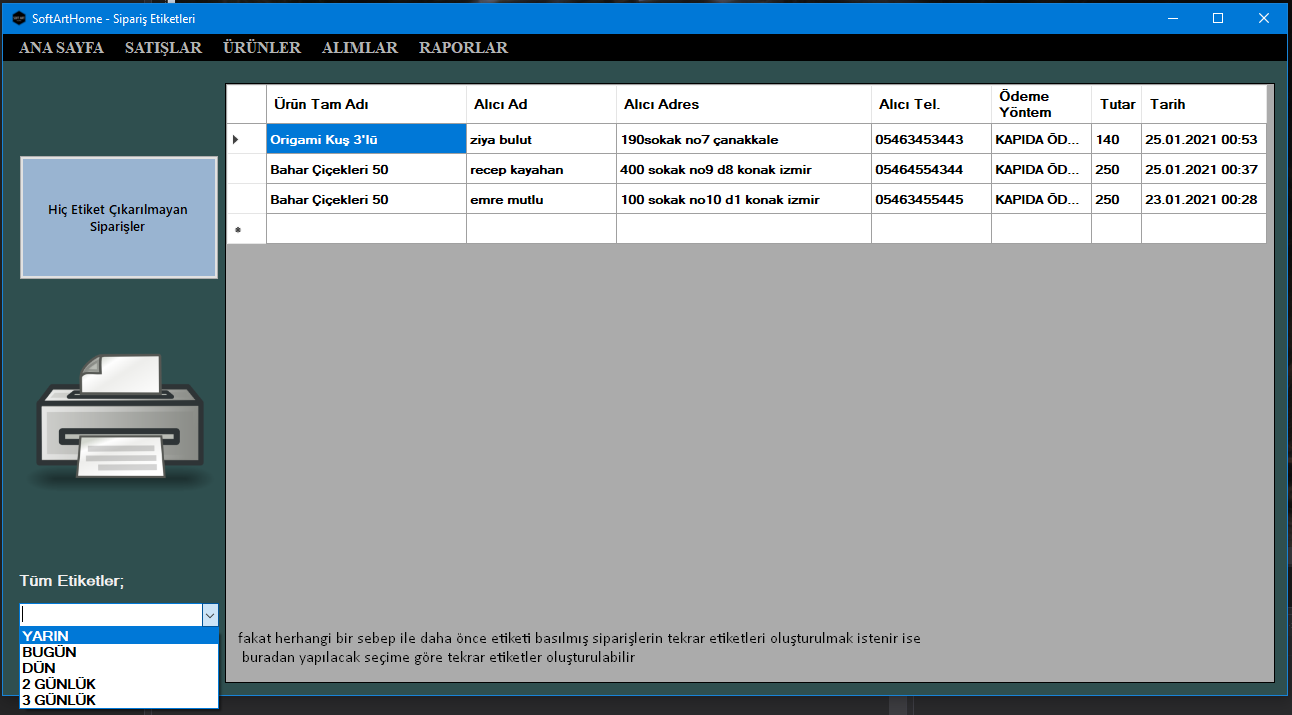 SoftArtHome - Sipariş Etiketleri
ANA SAYFA SATIŞLAR ÜRÜNLER ALIMLAR RAPORLAR
Ürün Tam Adı Alıcı Ad Alıcı Adres Alıcı Tel. Ödeme Yöntem Tutar Tarih
Origami Kuş 3'lü ziya bulut 190sokak no7 çanakkale 05463453443 KAPIDA ÖD... 140 25.01.2021 00:53
Bahar Çiçekleri 50 recep kayahan 400 sokak no9 d8 konak izmir 05464554344 KAPIDA ÖD... 250 25.01.2021 00:37
Bahar Çiçekleri 50 emre mutlu 100 sokak no10 d1 konak izmir 05463455445 KAPIDA ÖD... 250 23.01.2021 00:28
Hiç Etiket Çıkarılmayan
Siparişler
Tüm Etiketler;
YARIN
BUGÜN
DÜN
2 GÜNLÜK
3 GÜNLÜK
fakat herhangi bir sebep ile daha önce etiketi basılmış siparişlerin tekrar etiketleri oluşturulmak istenir ise
buradan yapılacak seçime göre tekrar etiketler oluşturulabilir